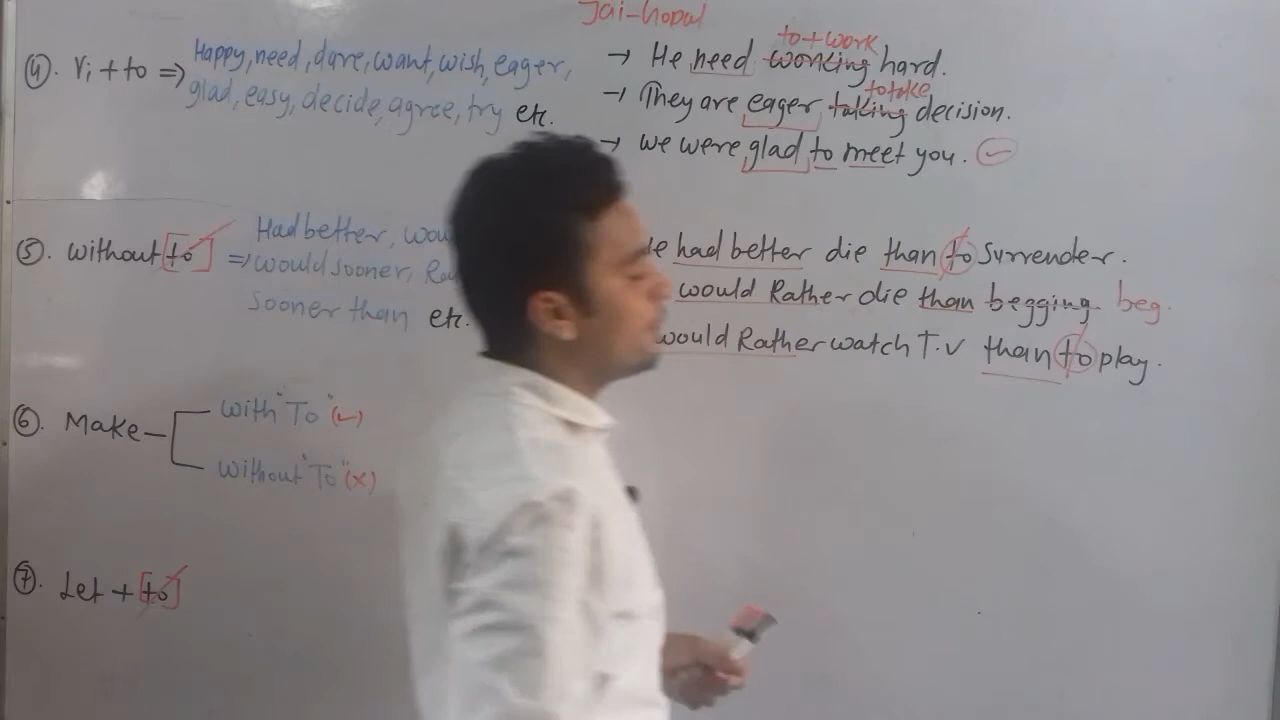 Jai-Gopal
④. V₁ + to ⇒ Happy, need, dare, want, wish, eager,
glad, easy, decide, agree, try etc.
to+work
→ He need working hard.
to take
→ They are eager taking decision.
→ We were glad to meet you.
⑤. Without [to] ⇒ Had better,
would sooner,
sooner than etc.
had better die than to Surrender.
would Rather die than begging beg.
would Rather watch T.V than to play.
⑥. Make
With "To" (✓)
Without "To" (×)
⑦. Let + [to]